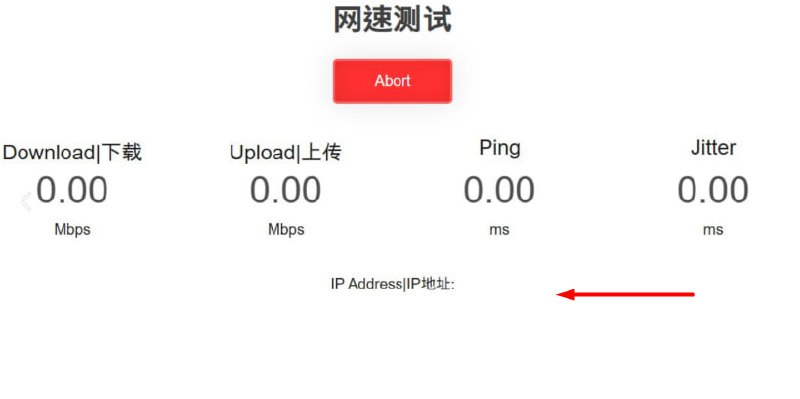 网速测试
Abort
Download|下载
Upload|上传
Ping
Jitter
0.00
0.00
0.00
0.00
Mbps
Mbps
ms
ms
IP Address|IP地址: